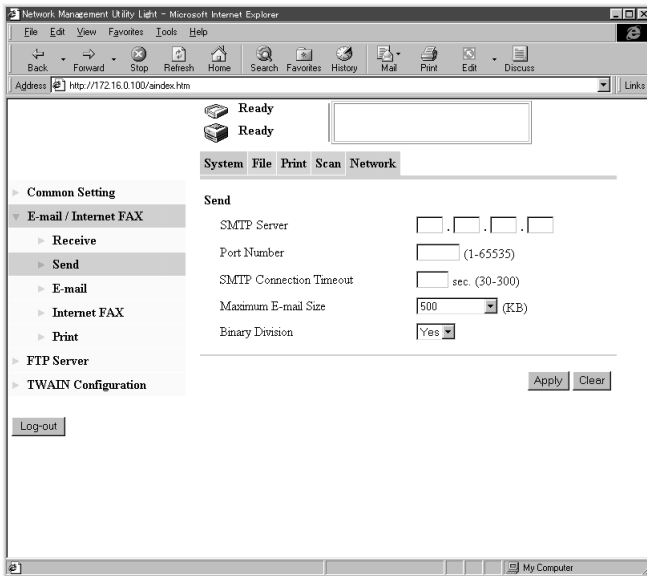 Network Management Utility Light - Microsoft Internet Explorer
File Edit View Favorites Tools Help
Back Forward Stop Refresh Home Search Favorites History Mail Print Edit Discuss
Address http://172.16.0.100/aindex.htm Links
Ready
Ready
System File Print Scan Network
Common Setting
E-mail / Internet FAX
Receive
Send
E-mail
Internet FAX
Print
FTP Server
TWAIN Configuration
Log-out
Send
SMTP Server . . .
Port Number (1-65535)
SMTP Connection Timeout sec. (30-300)
Maximum E-mail Size 500 (KB)
Binary Division Yes
Apply Clear
My Computer